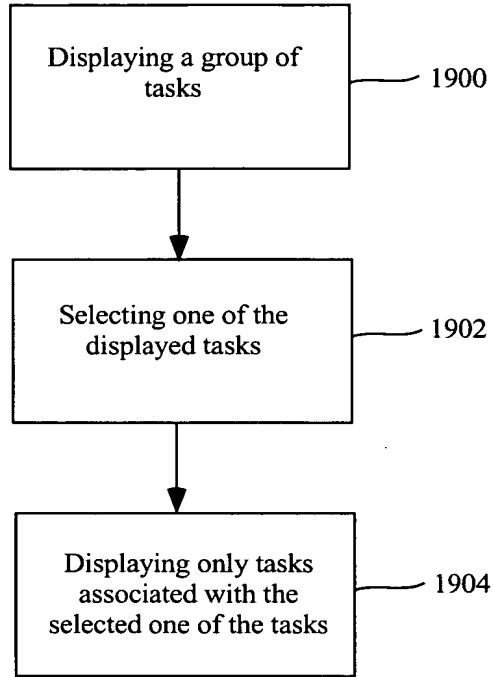 Displaying a group of
tasks
1900
Selecting one of the
displayed tasks
1902
Displaying only tasks
associated with the
selected one of the tasks
1904